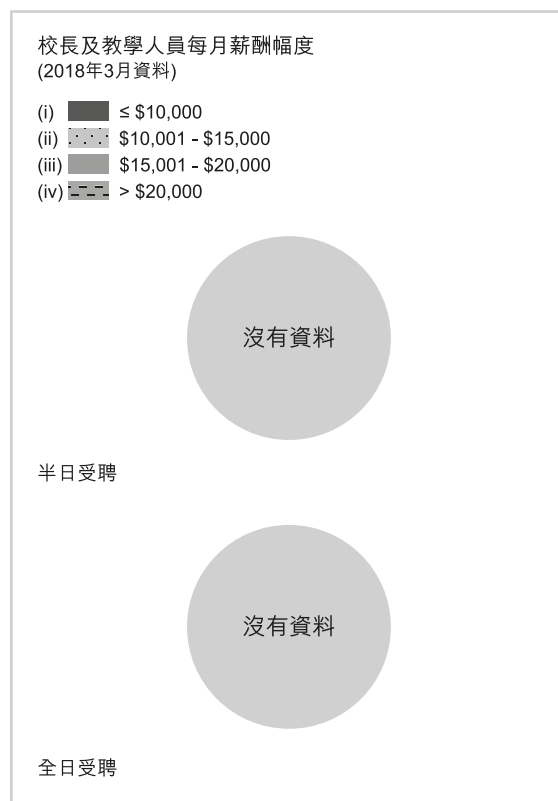 校長及教學人員每月薪酬幅度
(2018年3月資料)
(i) ≤ $10,000
(ii) $10,001 - $15,000
(iii) $15,001 - $20,000
(iv) > $20,000
沒有資料
半日受聘
沒有資料
全日受聘